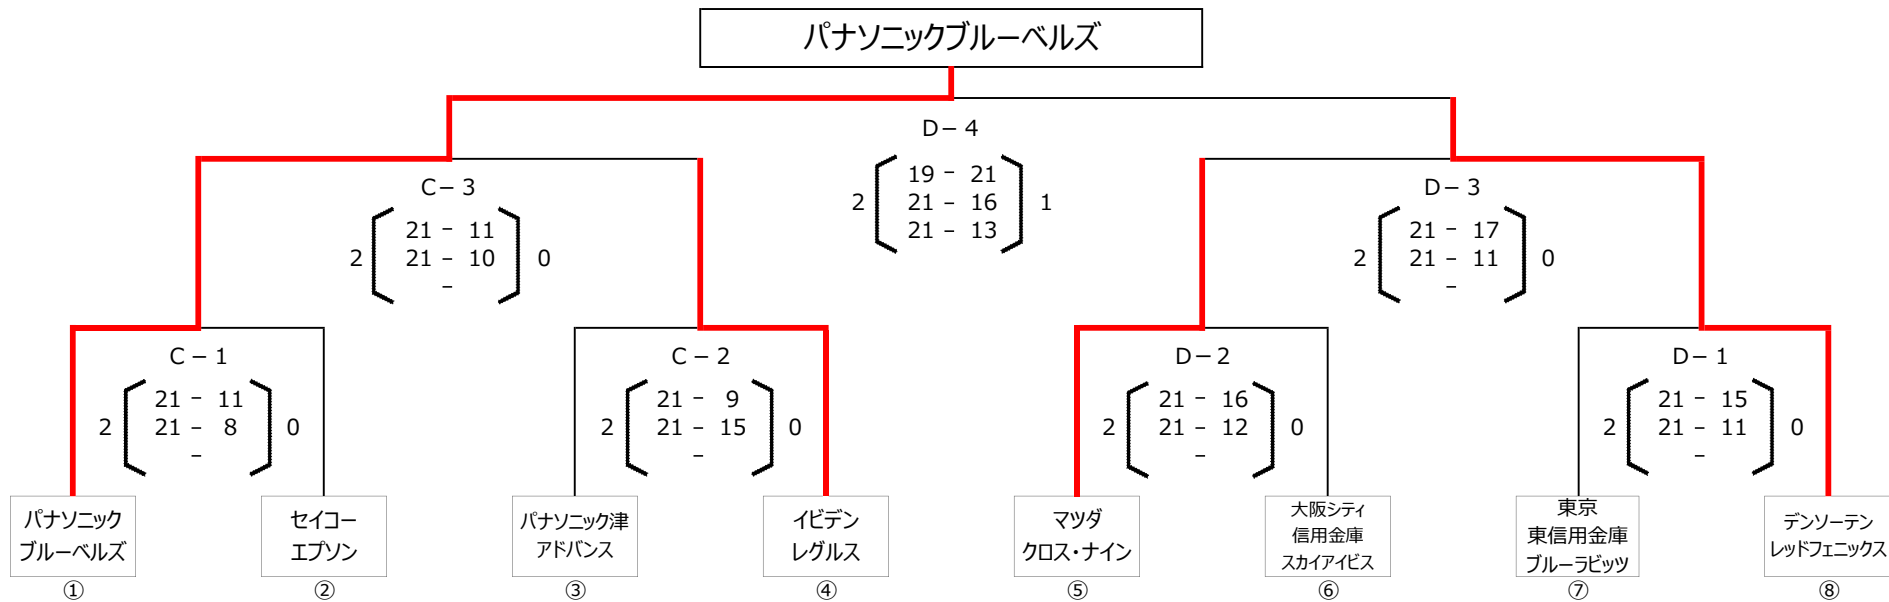 パナソニックブルーベルズ
D－4
19 － 21
2 21 － 16 1
21 － 13
C－3
21 － 11
2 21 － 10 0
－
D－3
21 － 17
2 21 － 11 0
－
C－1
21 － 11
2 21 － 8 0
－
C－2
21 － 9
2 21 － 15 0
－
D－2
21 － 16
2 21 － 12 0
－
D－1
21 － 15
2 21 － 11 0
－
パナソニック
ブルーベルズ
①
セイコー
エプソン
②
パナソニック津
アドバンス
③
イビデン
レグルス
④
マツダ
クロス・ナイン
⑤
大阪シティ
信用金庫
スカイアイビス
⑥
東京
東信用金庫
ブルーラビッツ
⑦
デンソーテン
レッドフェニックス
⑧